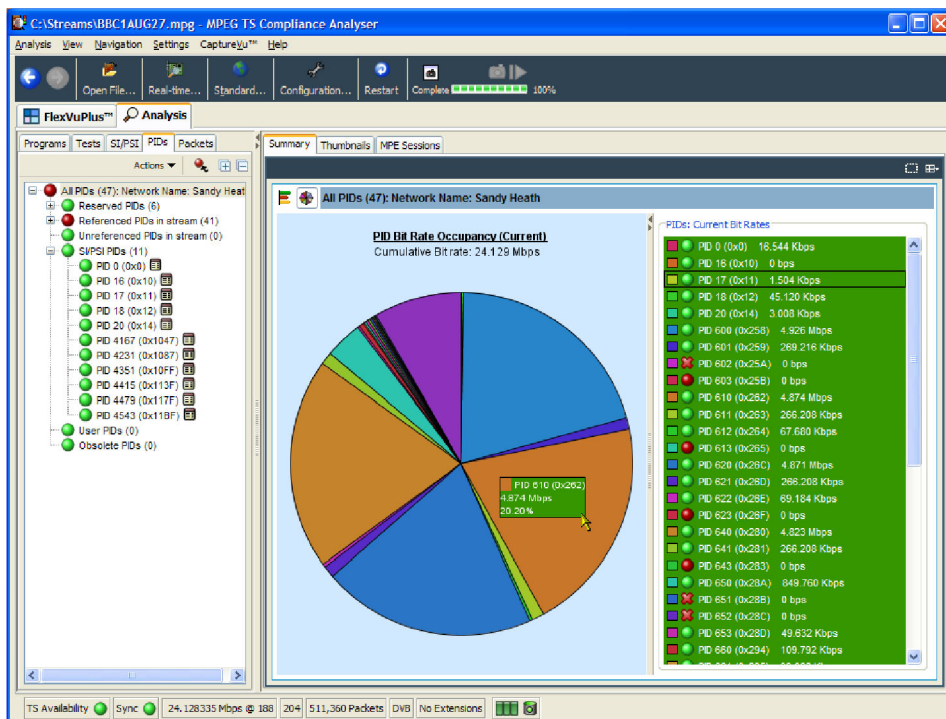 C:\Streams\BBC1AUG27.mpg - MPEG TS Compliance Analyser
Analysis View Navigation Settings CaptureVu™ Help
Open File... Real-time... Standard... Configuration... Restart Complete 100%
FlexVuPlus™ Analysis
Programs Tests SI/PSI PIDs Packets
Summary Thumbnails MPE Sessions
Actions
All PIDs (47): Network Name: Sandy Heat
Reserved PIDs (6)
Referenced PIDs in stream (41)
Unreferenced PIDs in stream (0)
SI/PSI PIDs (11)
PID 0 (0x0)
PID 16 (0x10)
PID 17 (0x11)
PID 18 (0x12)
PID 20 (0x14)
PID 4167 (0x1047)
PID 4231 (0x1087)
PID 4351 (0x10FF)
PID 4415 (0x113F)
PID 4479 (0x117F)
PID 4543 (0x11BF)
User PIDs (0)
Obsolete PIDs (0)
All PIDs (47): Network Name: Sandy Heath
PID Bit Rate Occupancy (Current)
Cumulative Bitrate: 24.129 Mbps
PID 610 (0x262)
4.874 Mbps
20.20%
PIDs: Current Bit Rates
PID 0 (0x0) 16.544 Kbps
PID 16 (0x10) 0 bps
PID 17 (0x11) 1.504 Kbps
PID 18 (0x12) 45.120 Kbps
PID 20 (0x14) 3.008 Kbps
PID 600 (0x258) 4.926 Mbps
PID 601 (0x259) 269.216 Kbps
PID 602 (0x25A) 0 bps
PID 603 (0x25B) 0 bps
PID 610 (0x262) 4.874 Mbps
PID 611 (0x263) 266.208 Kbps
PID 612 (0x264) 67.680 Kbps
PID 613 (0x265) 0 bps
PID 620 (0x26C) 4.871 Mbps
PID 621 (0x26D) 266.208 Kbps
PID 622 (0x26E) 69.184 Kbps
PID 623 (0x26F) 0 bps
PID 640 (0x280) 4.823 Mbps
PID 641 (0x281) 266.208 Kbps
PID 643 (0x283) 0 bps
PID 650 (0x28A) 849.760 Kbps
PID 651 (0x28B) 0 bps
PID 652 (0x28C) 0 bps
PID 653 (0x28D) 49.632 Kbps
PID 660 (0x294) 109.792 Kbps
TS Availability Sync 24.128335 Mbps @ 188 204 511,360 Packets DVB No Extensions